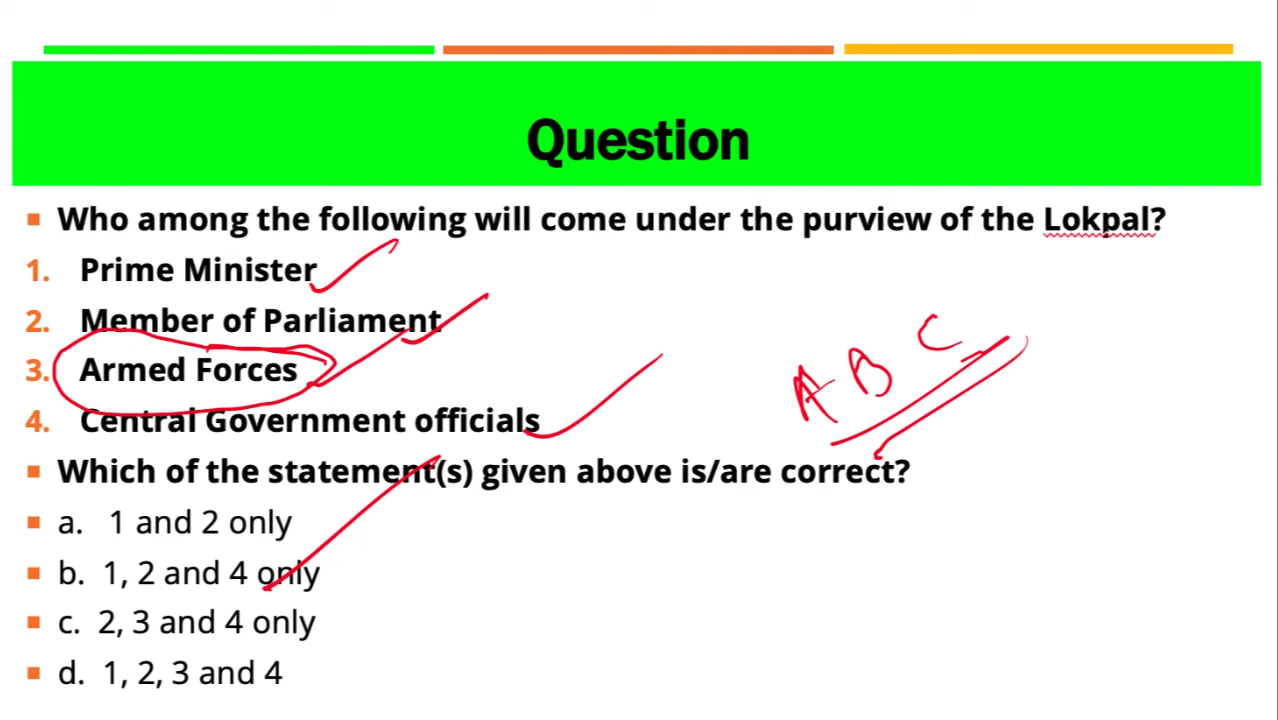 Question
Who among the following will come under the purview of the Lokpal?
1. Prime Minister
2. Member of Parliament
3. Armed Forces
4. Central Government officials
A B C
Which of the statement(s) given above is/are correct?
a. 1 and 2 only
b. 1, 2 and 4 only
c. 2, 3 and 4 only
d. 1, 2, 3 and 4